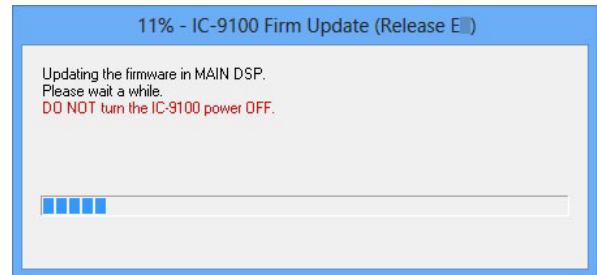 11% - IC-9100 Firm Update (Release E)
Updating the firmware in MAIN DSP.
Please wait a while.
DO NOT turn the IC-9100 power OFF.